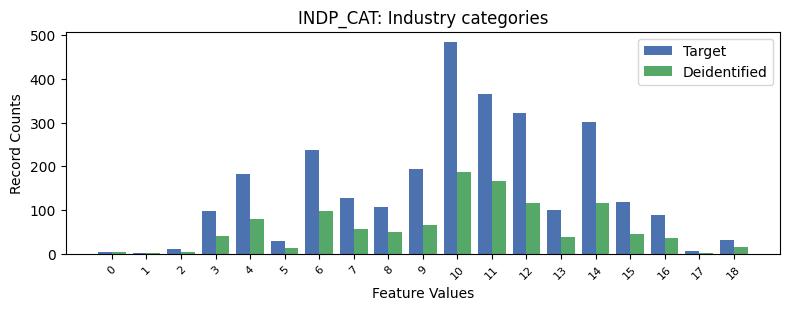 INDP_CAT: Industry categories
500
400
300
200
100
0
Record Counts
Target
Deidentified
0 1 2 3 4 5 6 7 8 9 10 11 12 13 14 15 16 17 18
Feature Values